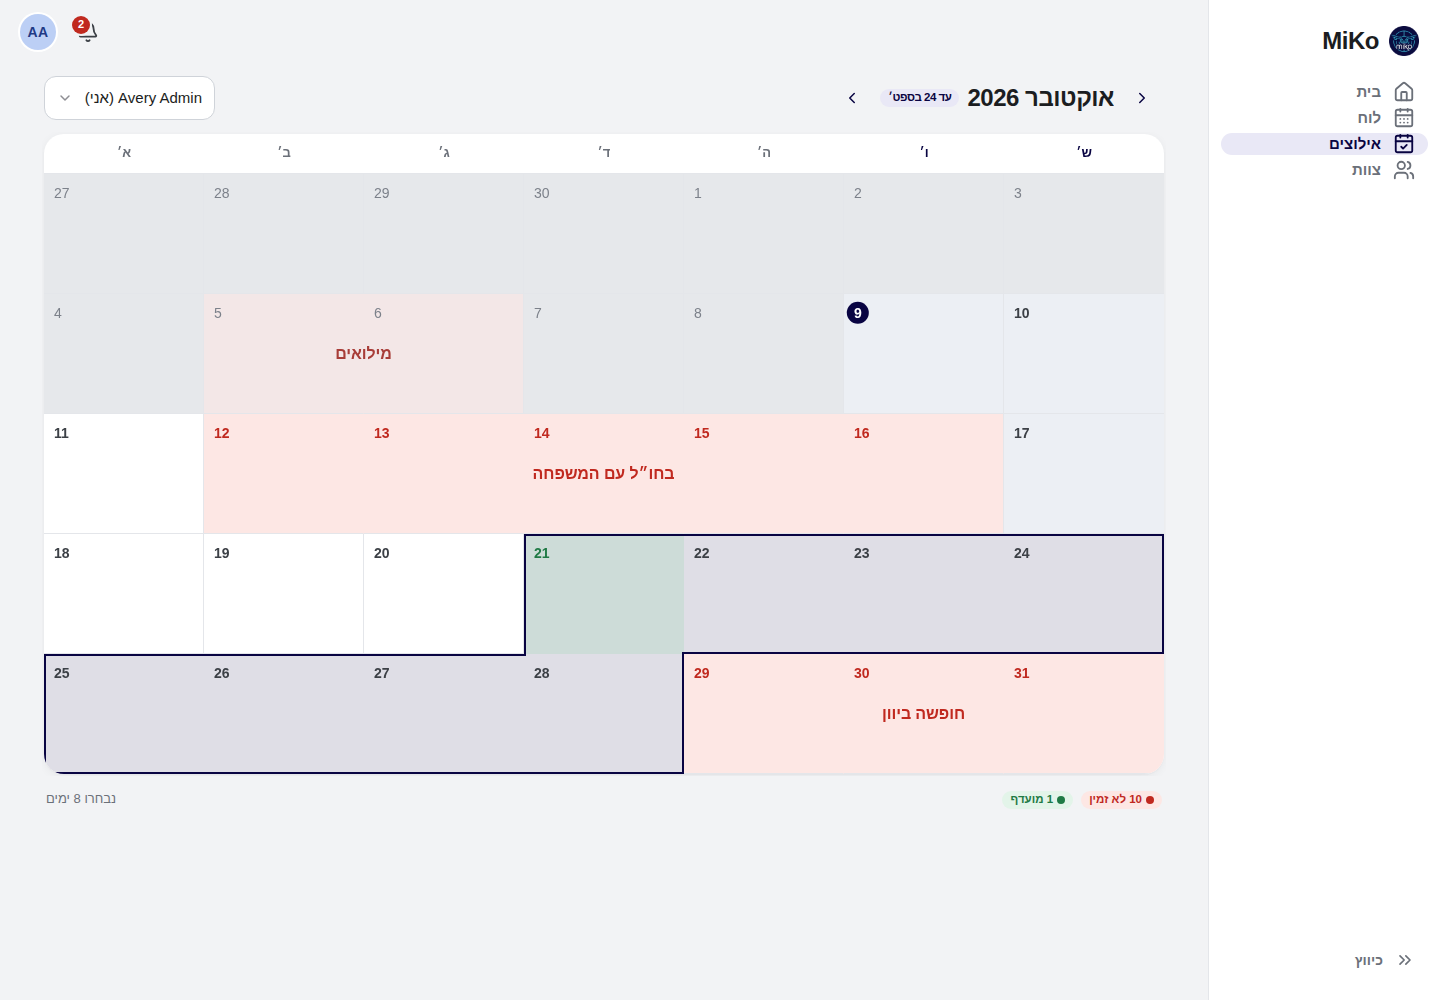 MiKo
miko
בית
לוח
אילוצים
צוות
כיווץ
AA
2
אוקטובר 2026
עד 24 בספט׳
Avery Admin (אני)
א׳ ב׳ ג׳ ד׳ ה׳ ו׳ ש׳
27 28 29 30 1 2 3
4 5 6 7 8 9 10
מילואים
11 12 13 14 15 16 17
בחו״ל עם המשפחה
18 19 20 21 22 23 24
25 26 27 28 29 30 31
חופשה ביוון
10 לא זמין
1 מועדף
נבחרו 8 ימים